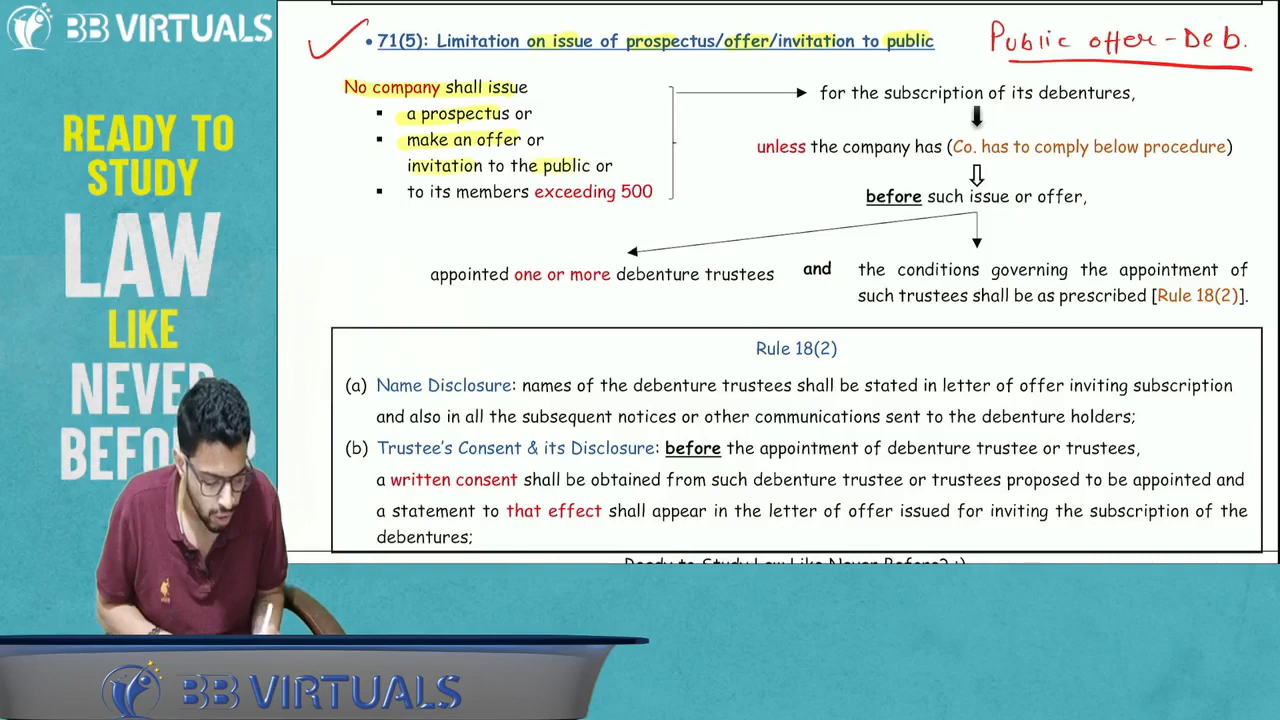 BB VIRTUALS
READY TO
STUDY
LAW
LIKE
NEVER
• 71(5): Limitation on issue of prospectus/offer/invitation to public
Public offer - Deb.
No company shall issue
▪ a prospectus or
▪ make an offer or
invitation to the public or
▪ to its members exceeding 500
for the subscription of its debentures,
unless the company has (Co. has to comply below procedure)
before such issue or offer,
appointed one or more debenture trustees
and
the conditions governing the appointment of
such trustees shall be as prescribed [Rule 18(2)].
Rule 18(2)
(a) Name Disclosure: names of the debenture trustees shall be stated in letter of offer inviting subscription
and also in all the subsequent notices or other communications sent to the debenture holders;
(b) Trustee's Consent & its Disclosure: before the appointment of debenture trustee or trustees,
a written consent shall be obtained from such debenture trustee or trustees proposed to be appointed and
a statement to that effect shall appear in the letter of offer issued for inviting the subscription of the
debentures;
Ready to Study Law Like Never Before? :)
BB VIRTUALS